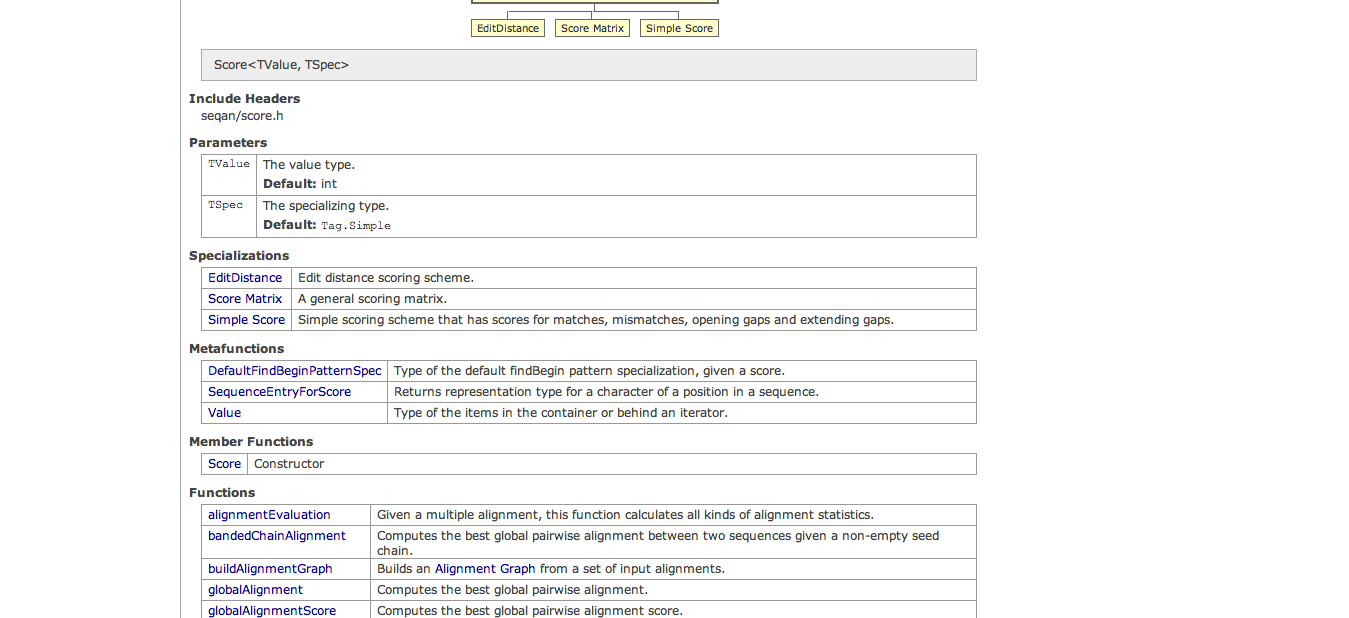 EditDistance Score Matrix Simple Score
Score<TValue, TSpec>
Include Headers
seqan/score.h
Parameters
TValue The value type.
Default: int
TSpec The specializing type.
Default: Tag.Simple
Specializations
EditDistance Edit distance scoring scheme.
Score Matrix A general scoring matrix.
Simple Score Simple scoring scheme that has scores for matches, mismatches, opening gaps and extending gaps.
Metafunctions
DefaultFindBeginPatternSpec Type of the default findBegin pattern specialization, given a score.
SequenceEntryForScore Returns representation type for a character of a position in a sequence.
Value Type of the items in the container or behind an iterator.
Member Functions
Score Constructor
Functions
alignmentEvaluation Given a multiple alignment, this function calculates all kinds of alignment statistics.
bandedChainAlignment Computes the best global pairwise alignment between two sequences given a non-empty seed
chain.
buildAlignmentGraph Builds an Alignment Graph from a set of input alignments.
globalAlignment Computes the best global pairwise alignment.
globalAlignmentScore Computes the best global pairwise alignment score.